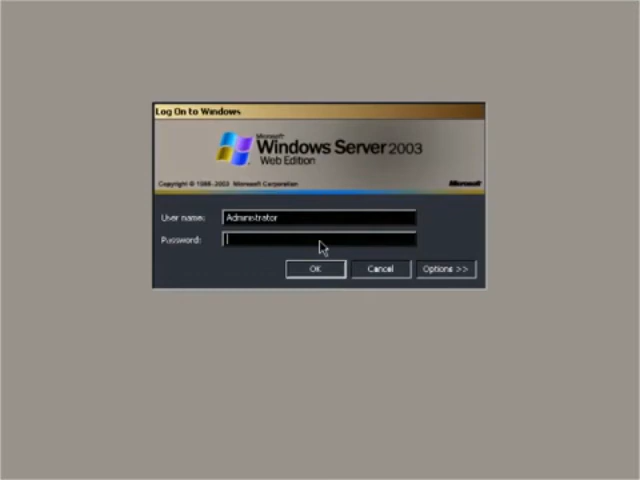 Log On to Windows
Microsoft
Windows Server 2003
Web Edition
Copyright © 1985-2003 Microsoft Corporation
Microsoft
User name: Administrator
Password:
OK Cancel Options >>